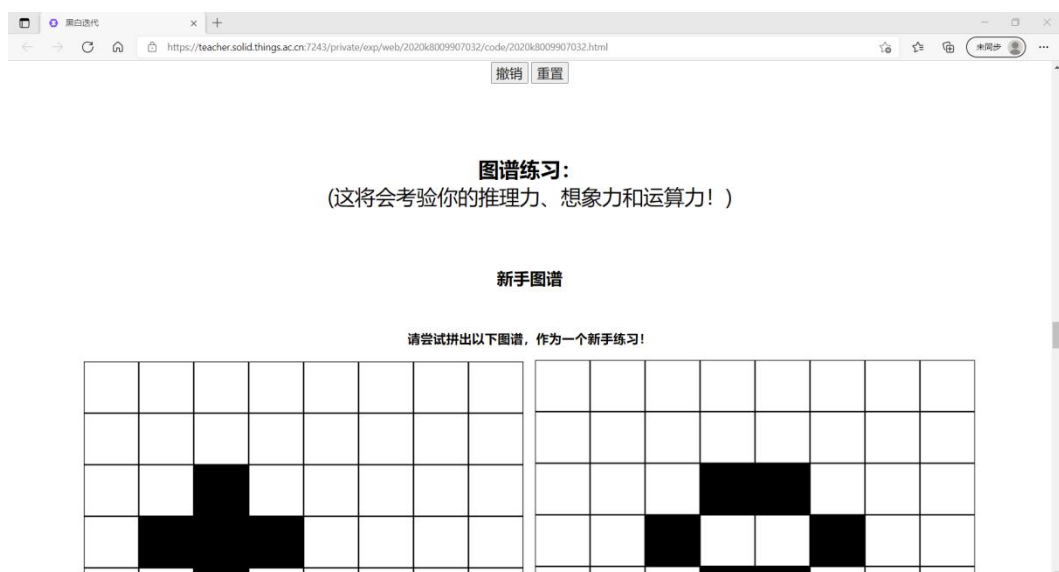 黑白迭代
https://teacher.solid.things.ac.cn:7243/private/exp/web/2020k8009907032/code/2020k8009907032.html
未同步
撤销 重置
图谱练习：
(这将会考验你的推理力、想象力和运算力！)
新手图谱
请尝试拼出以下图谱，作为一个新手练习！